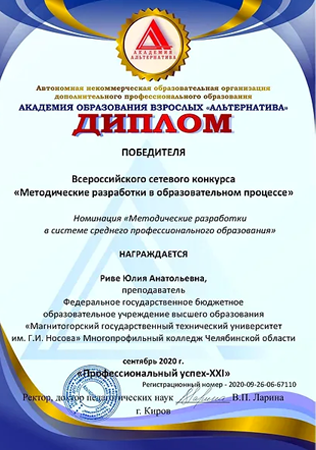 АКАДЕМИЯ
АЛЬТЕРНАТИВА
Автономная некоммерческая образовательная организация
дополнительного профессионального образования
АКАДЕМИЯ ОБРАЗОВАНИЯ ВЗРОСЛЫХ «АЛЬТЕРНАТИВА»
ДИПЛОМ
ПОБЕДИТЕЛЯ
Всероссийского сетевого конкурса
«Методические разработки в образовательном процессе»
Номинация «Методические разработки
в системе среднего профессионального образования»
НАГРАЖДАЕТСЯ
Риве Юлия Анатольевна,
преподаватель
Федеральное государственное бюджетное
образовательное учреждение высшего образования
«Магнитогорский государственный технический университет
им. Г.И. Носова» Многопрофильный колледж Челябинской области
сентябрь 2020 г.
«Профессиональный успех-XXI»
Регистрационный номер - 2020-09-26-06-67110
Ректор, доктор педагогических наук В.П. Ларина
г. Киров